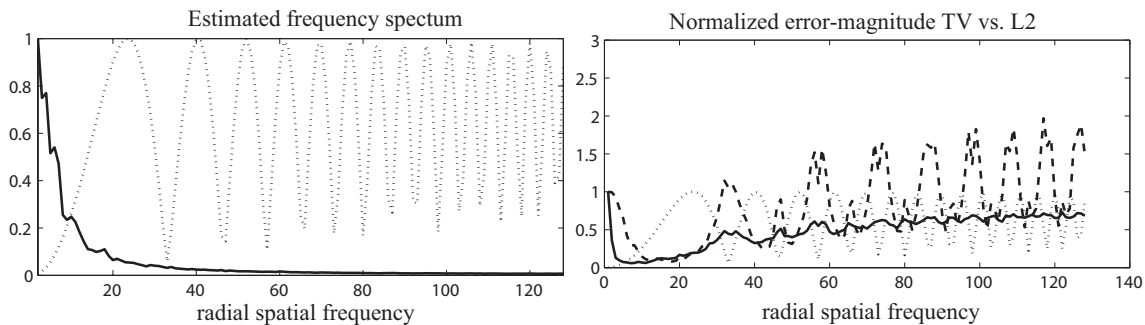 Estimated frequency spectum
1
0.8
0.6
0.4
0.2
0
20 40 60 80 100 120
radial spatial frequency
Normalized error-magnitude TV vs. L2
3
2.5
2
1.5
1
0.5
0
0 20 40 60 80 100 120 140
radial spatial frequency